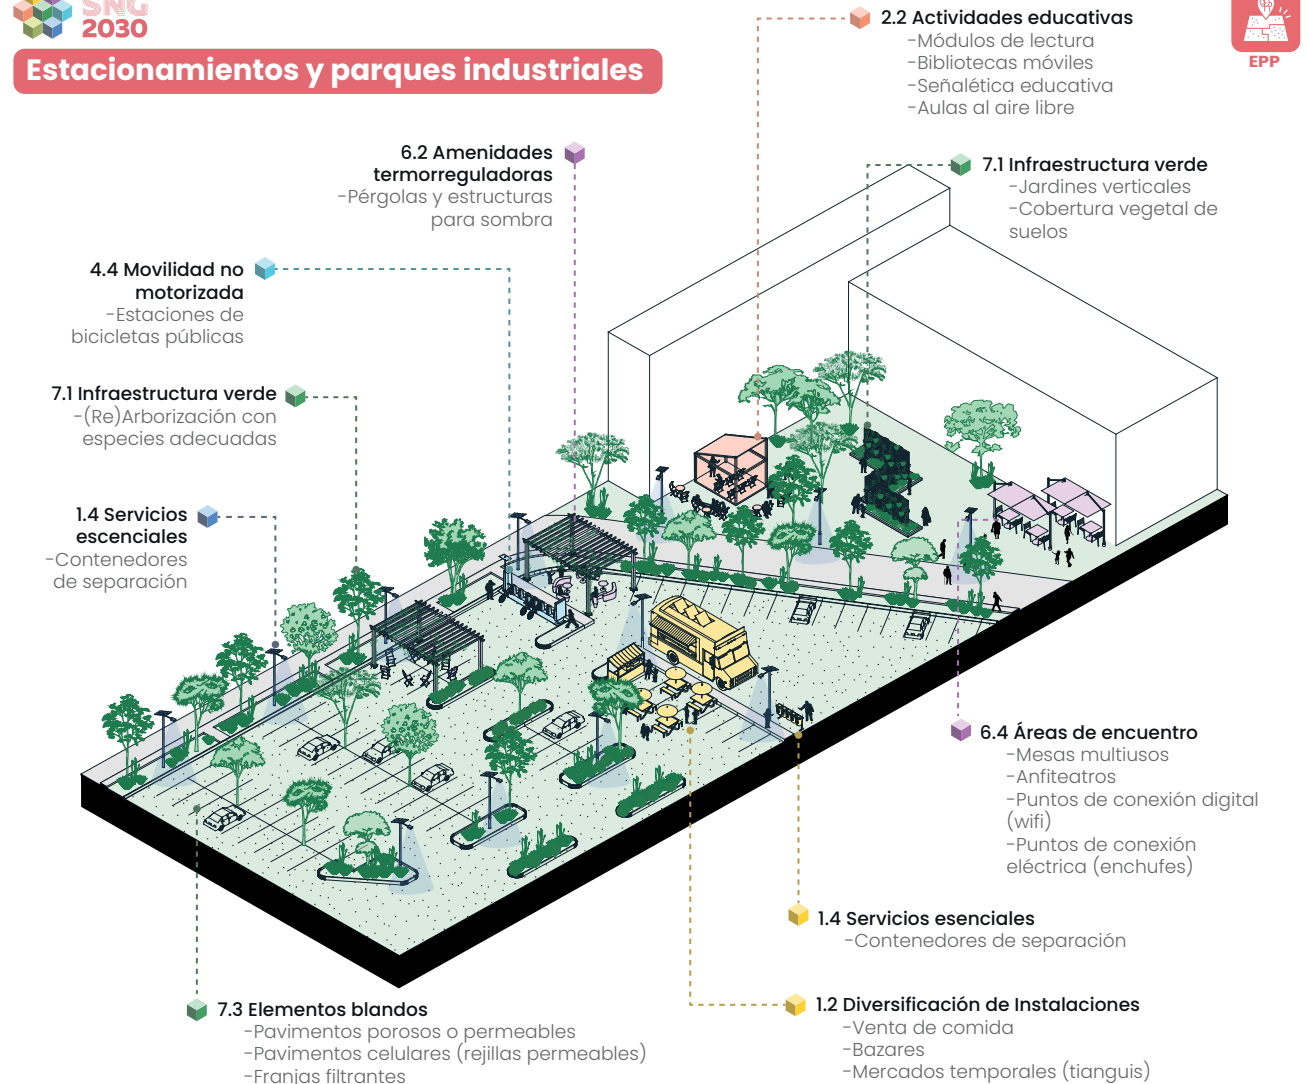 SNG
2030
Estacionamientos y parques industriales
EPP
2.2 Actividades educativas
-Módulos de lectura
-Bibliotecas móviles
-Señalética educativa
-Aulas al aire libre
6.2 Amenidades
termorreguladoras
-Pérgolas y estructuras
para sombra
7.1 Infraestructura verde
-Jardines verticales
-Cobertura vegetal de
suelos
4.4 Movilidad no
motorizada
-Estaciones de
bicicletas públicas
7.1 Infraestructura verde
-(Re)Arborización con
especies adecuadas
1.4 Servicios
escenciales
-Contenedores
de separación
6.4 Áreas de encuentro
-Mesas multiusos
-Anfiteatros
-Puntos de conexión digital
(wifi)
-Puntos de conexión
eléctrica (enchufes)
1.4 Servicios esenciales
-Contenedores de separación
7.3 Elementos blandos
-Pavimentos porosos o permeables
-Pavimentos celulares (rejillas permeables)
-Franjas filtrantes
1.2 Diversificación de Instalaciones
-Venta de comida
-Bazares
-Mercados temporales (tianguis)